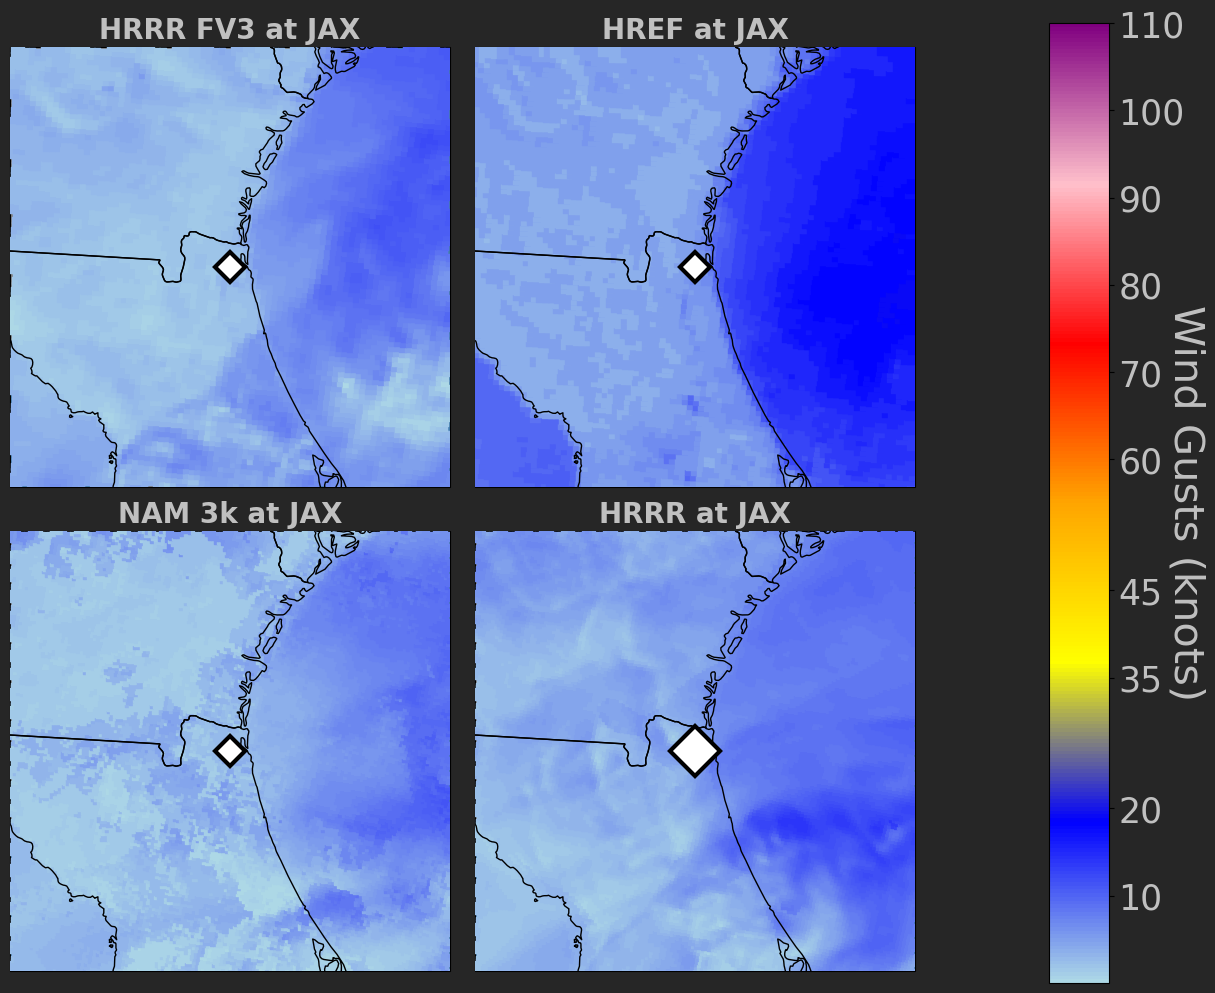 HRRR FV3 at JAX
HREF at JAX
NAM 3k at JAX
HRRR at JAX
110
100
90
80
70
60
45
35
20
10
Wind Gusts (knots)